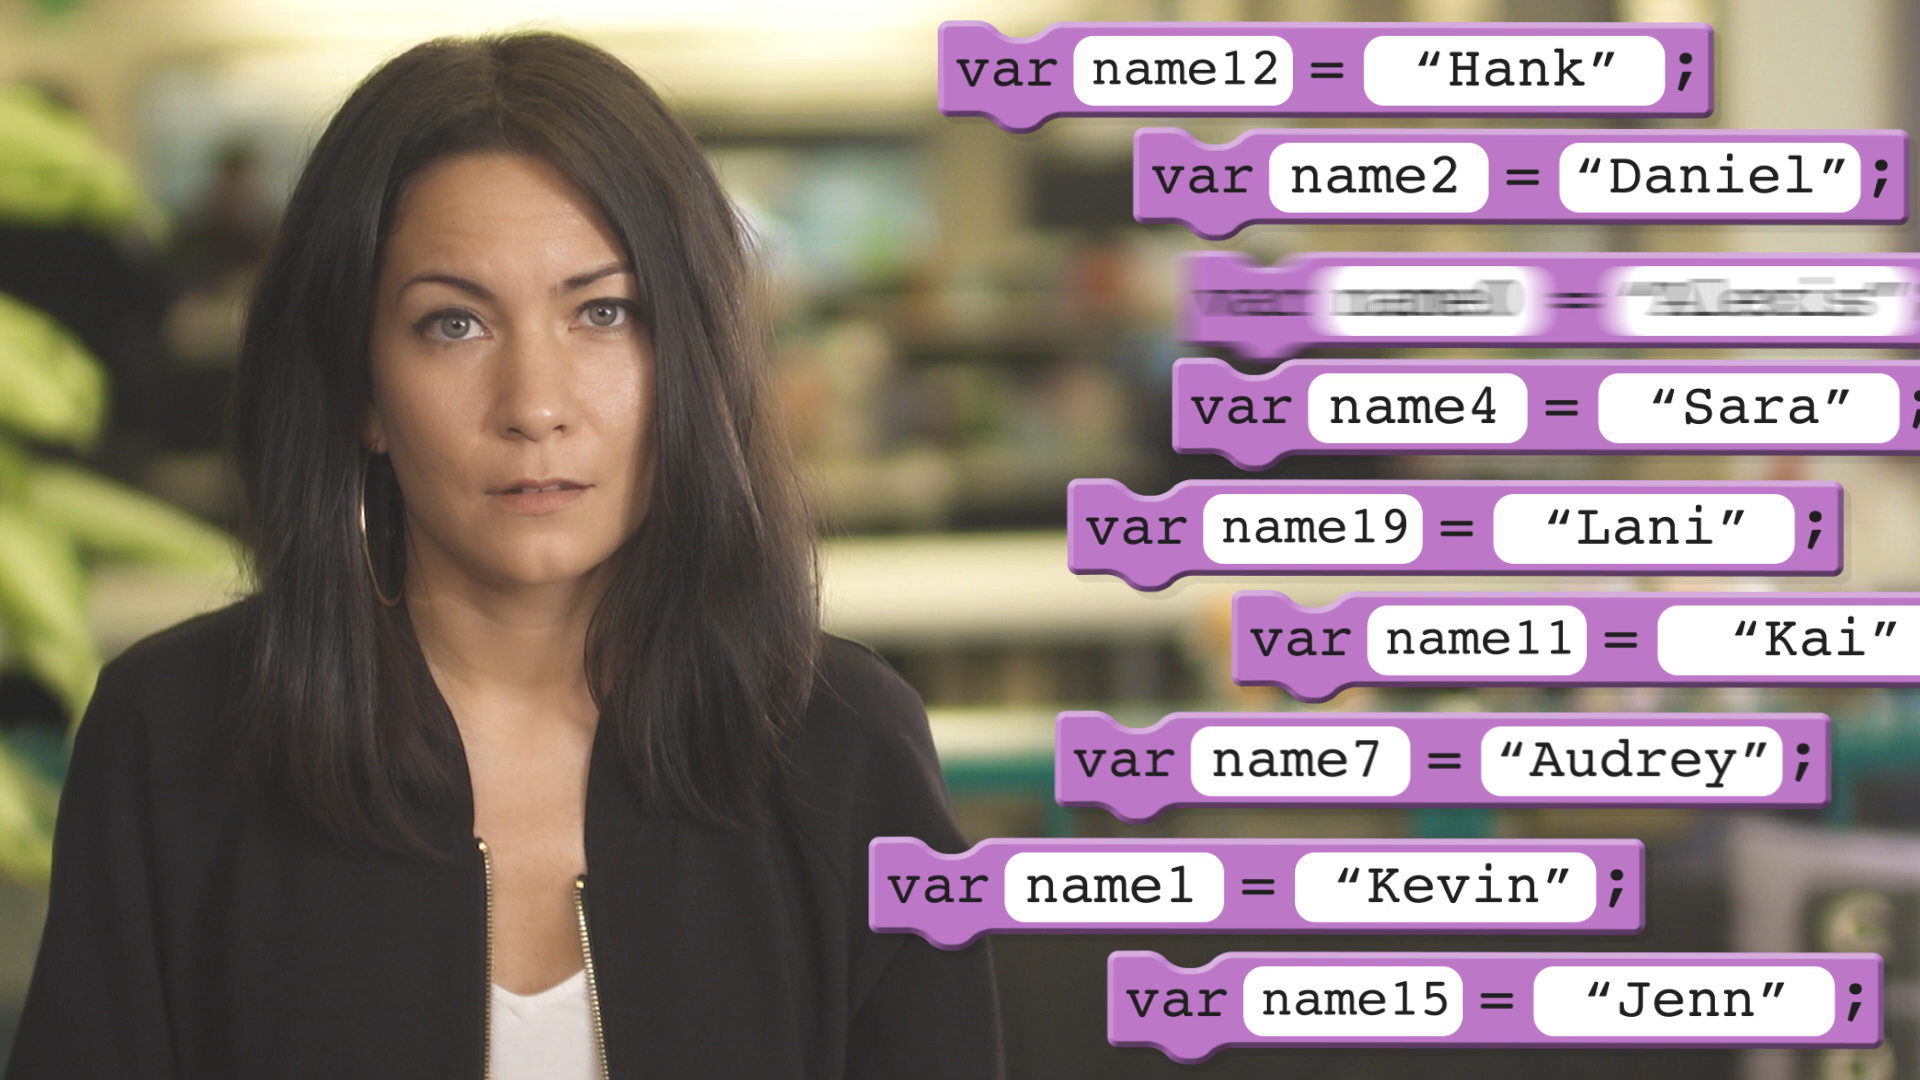 var name12 = “Hank” ;
var name2 = “Daniel” ;
var = ;
var name4 = “Sara” ;
var name19 = “Lani” ;
var name11 = “Kai”
var name7 = “Audrey” ;
var name1 = “Kevin” ;
var name15 = “Jenn” ;